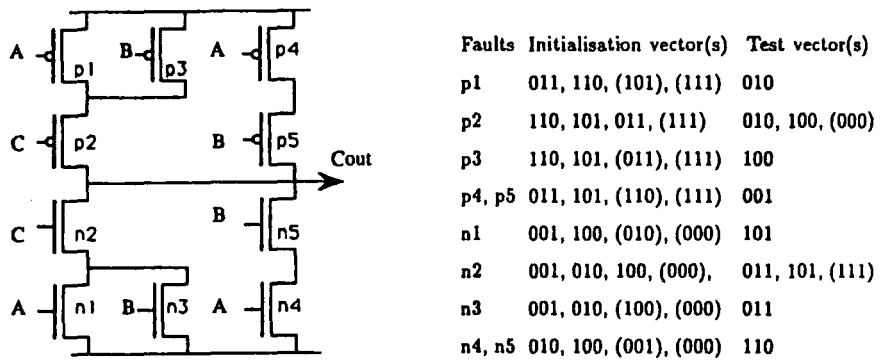 A p1 B p3 A p4
C p2 B p5
Cout
C n2 B n5
A n1 B n3 A n4
Faults Initialisation vector(s) Test vector(s)
p1 011, 110, (101), (111) 010
p2 110, 101, 011, (111) 010, 100, (000)
p3 110, 101, (011), (111) 100
p4, p5 011, 101, (110), (111) 001
n1 001, 100, (010), (000) 101
n2 001, 010, 100, (000), 011, 101, (111)
n3 001, 010, (100), (000) 011
n4, n5 010, 100, (001), (000) 110